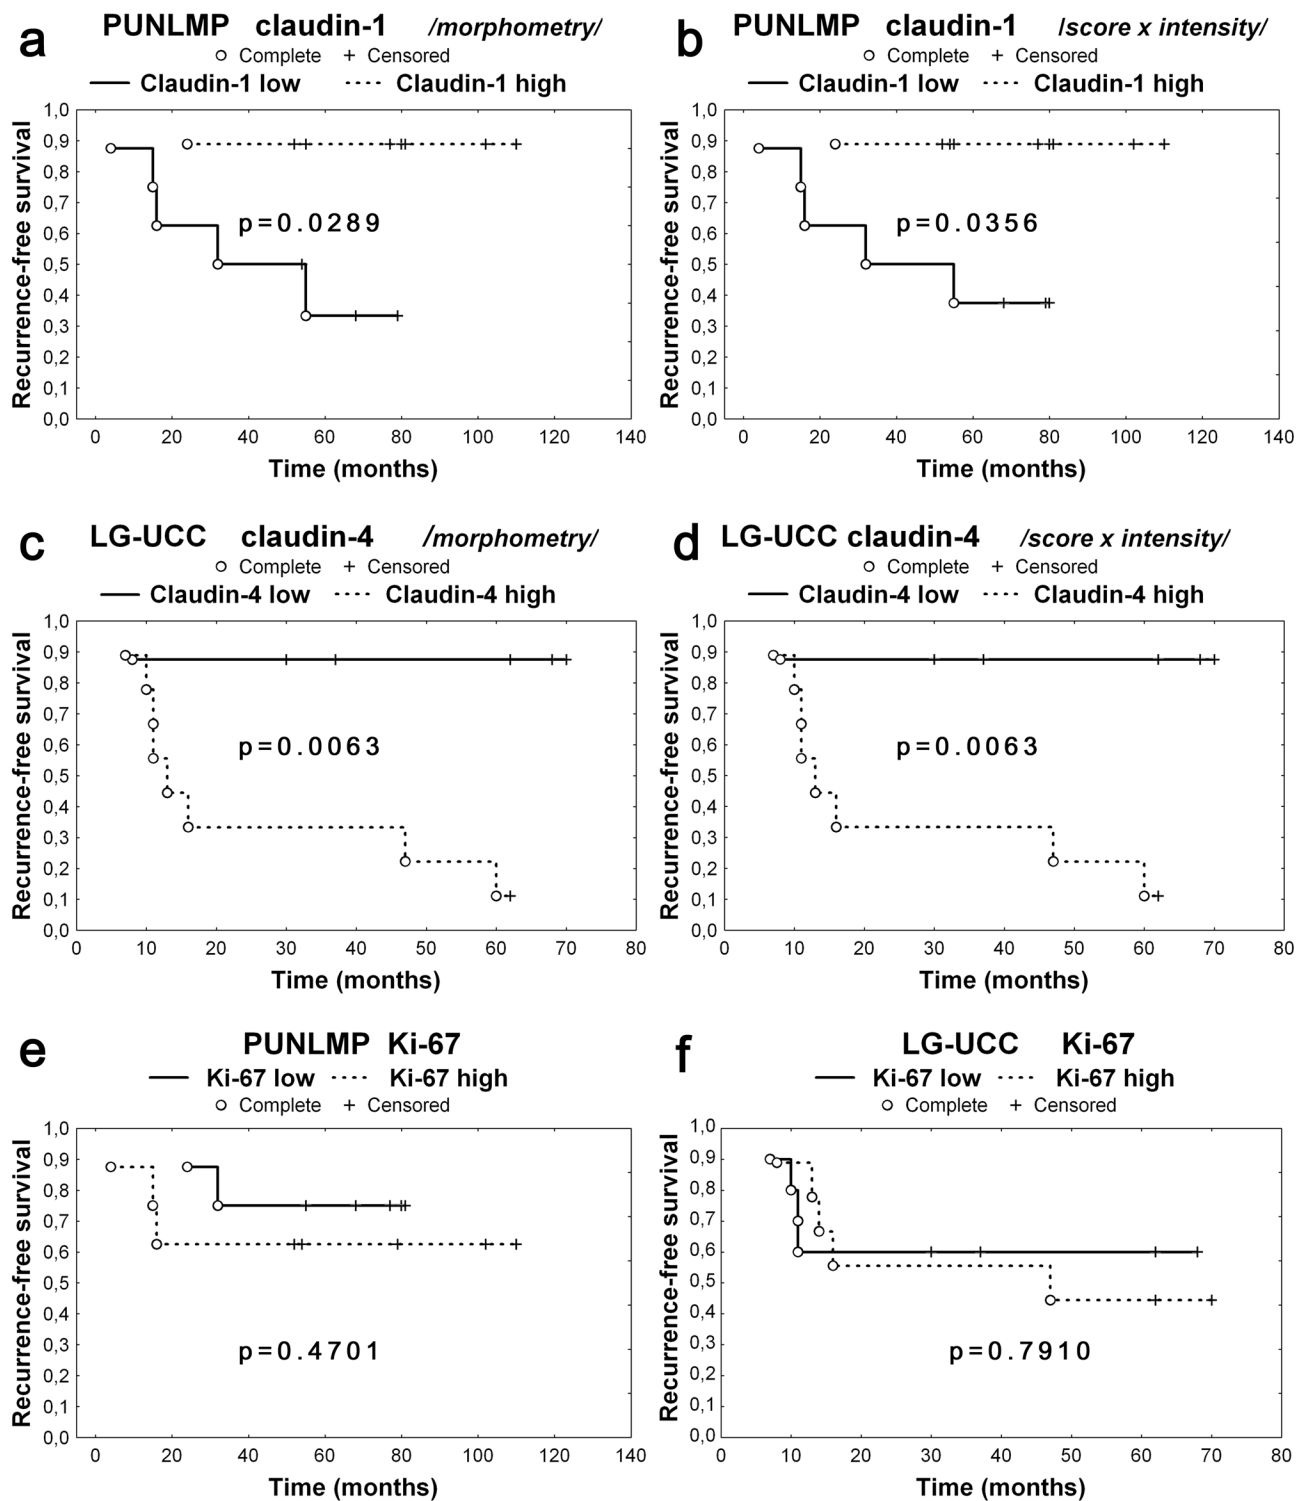 a PUNLMP claudin-1 /morphometry/
Complete Censored
Claudin-1 low Claudin-1 high
Recurrence-free survival
1,0
0,9
0,8
0,7
0,6
0,5
0,4
0,3
0,2
0,1
0,0
p=0.0289
0 20 40 60 80 100 120 140
Time (months)
b PUNLMP claudin-1 /score x intensity/
Complete Censored
Claudin-1 low Claudin-1 high
Recurrence-free survival
1,0
0,9
0,8
0,7
0,6
0,5
0,4
0,3
0,2
0,1
0,0
p=0.0356
0 20 40 60 80 100 120 140
Time (months)
c LG-UCC claudin-4 /morphometry/
Complete Censored
Claudin-4 low Claudin-4 high
Recurrence-free survival
1,0
0,9
0,8
0,7
0,6
0,5
0,4
0,3
0,2
0,1
0,0
p=0.0063
0 10 20 30 40 50 60 70 80
Time (months)
d LG-UCC claudin-4 /score x intensity/
Complete Censored
Claudin-4 low Claudin-4 high
Recurrence-free survival
1,0
0,9
0,8
0,7
0,6
0,5
0,4
0,3
0,2
0,1
0,0
p=0.0063
0 10 20 30 40 50 60 70 80
Time (months)
e PUNLMP Ki-67
Ki-67 low Ki-67 high
Complete Censored
Recurrence-free survival
1,0
0,9
0,8
0,7
0,6
0,5
0,4
0,3
0,2
0,1
0,0
p=0.4701
0 20 40 60 80 100 120 140
Time (months)
f LG-UCC Ki-67
Ki-67 low Ki-67 high
Complete Censored
Recurrence-free survival
1,0
0,9
0,8
0,7
0,6
0,5
0,4
0,3
0,2
0,1
0,0
p=0.7910
0 10 20 30 40 50 60 70 80
Time (months)